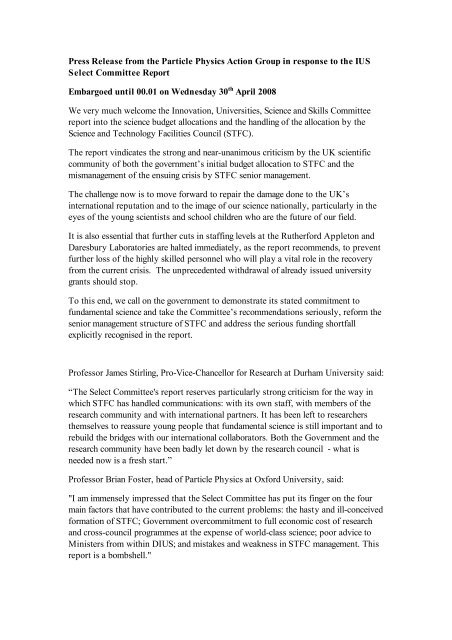 Press Release from the Particle Physics Action Group in response to the IUS
Select Committee Report
Embargoed until 00.01 on Wednesday 30th April 2008
We very much welcome the Innovation, Universities, Science and Skills Committee
report into the science budget allocations and the handling of the allocation by the
Science and Technology Facilities Council (STFC).
The report vindicates the strong and near-unanimous criticism by the UK scientific
community of both the government's initial budget allocation to STFC and the
mismanagement of the ensuing crisis by STFC senior management.
The challenge now is to move forward to repair the damage done to the UK's
international reputation and to the image of our science nationally, particularly in the
eyes of the young scientists and school children who are the future of our field.
It is also essential that further cuts in staffing levels at the Rutherford Appleton and
Daresbury Laboratories are halted immediately, as the report recommends, to prevent
further loss of the highly skilled personnel who will play a vital role in the recovery
from the current crisis. The unprecedented withdrawal of already issued university
grants should stop.
To this end, we call on the government to demonstrate its stated commitment to
fundamental science and take the Committee's recommendations seriously, reform the
senior management structure of STFC and address the serious funding shortfall
explicitly recognised in the report.
Professor James Stirling, Pro-Vice-Chancellor for Research at Durham University said:
“The Select Committee's report reserves particularly strong criticism for the way in
which STFC has handled communications: with its own staff, with members of the
research community and with international partners. It has been left to researchers
themselves to reassure young people that fundamental science is still important and to
rebuild the bridges with our international collaborators. Both the Government and the
research community have been badly let down by the research council - what is
needed now is a fresh start.”
Professor Brian Foster, head of Particle Physics at Oxford University, said:
"I am immensely impressed that the Select Committee has put its finger on the four
main factors that have contributed to the current problems: the hasty and ill-conceived
formation of STFC; Government overcommitment to full economic cost of research
and cross-council programmes at the expense of world-class science; poor advice to
Ministers from within DIUS; and mistakes and weakness in STFC management. This
report is a bombshell."